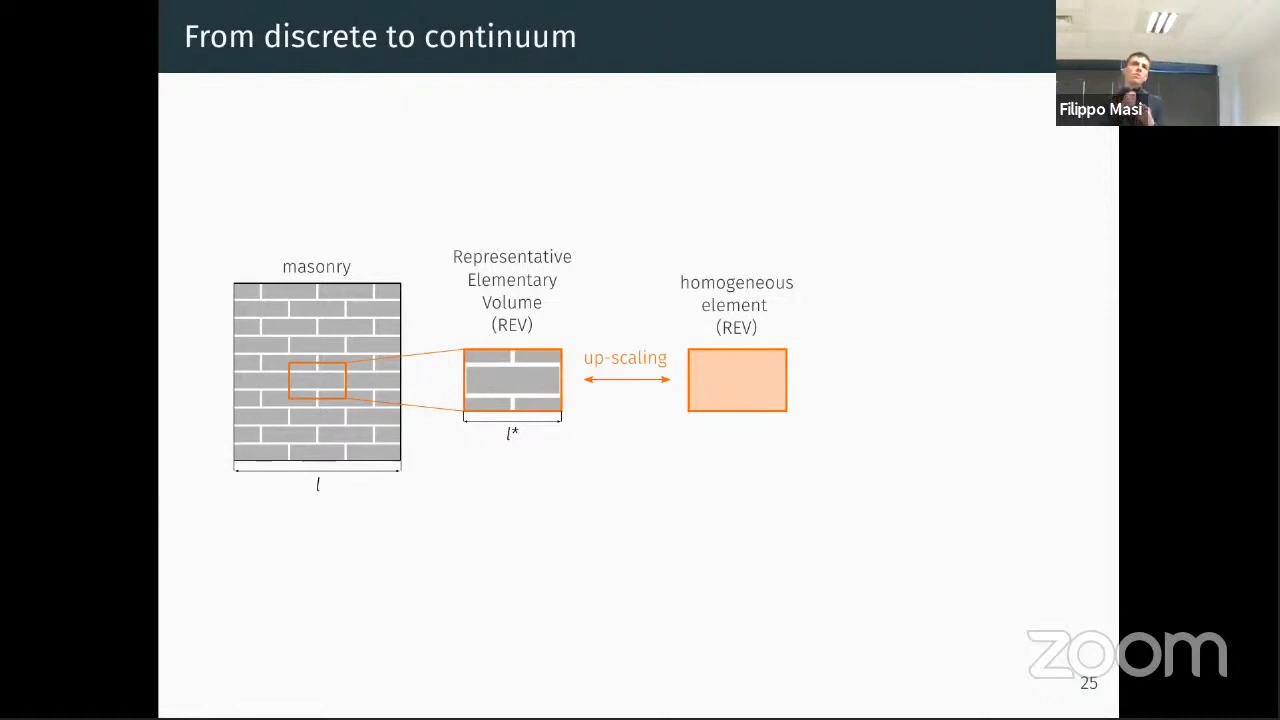 From discrete to continuum
Filippo Masi
masonry
l
Representative
Elementary
Volume
(REV)
l*
up-scaling
homogeneous
element
(REV)
zoom
25